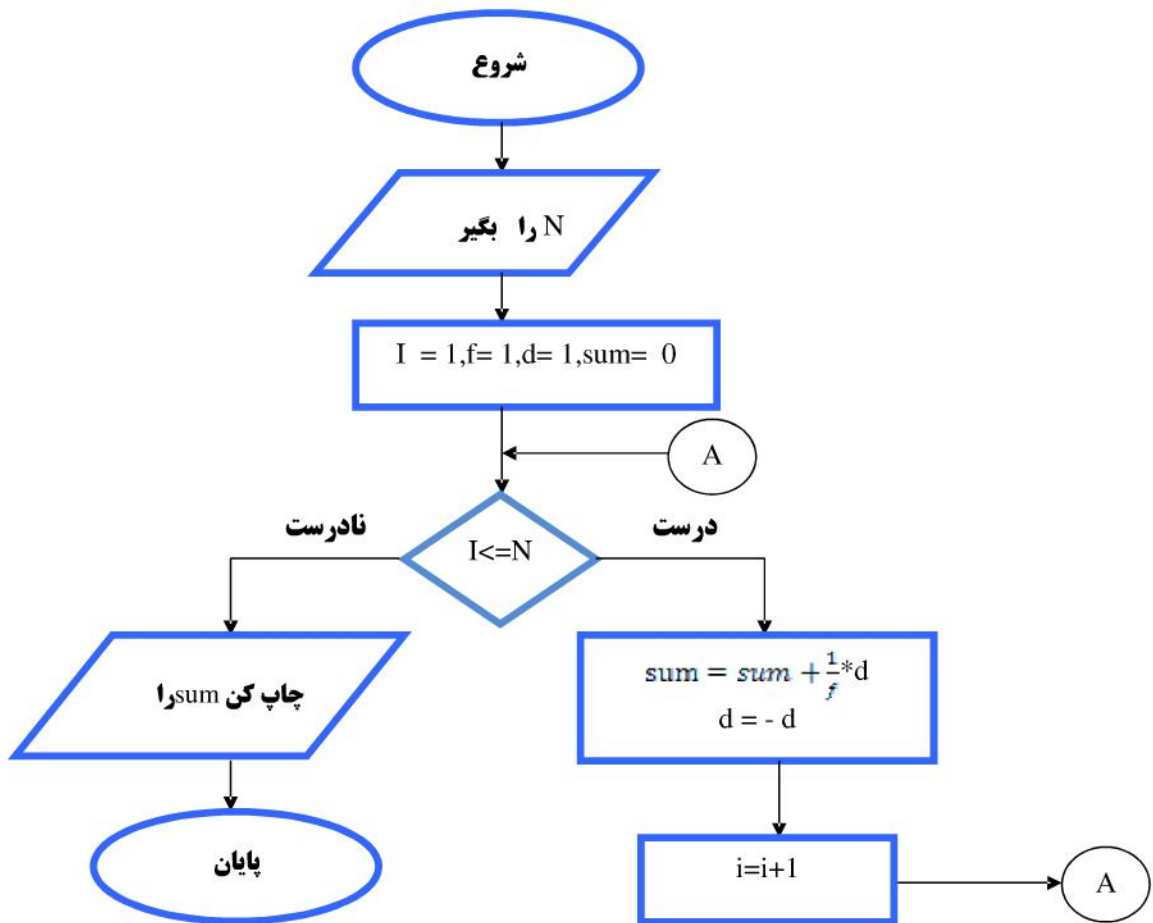 شروع
N را بگیر
I = 1,f= 1,d= 1,sum= 0
A
I<=N
نادرست
درست
چاپ کن sumرا
sum = sum + 1/f *d
d = - d
پایان
i=i+1
A